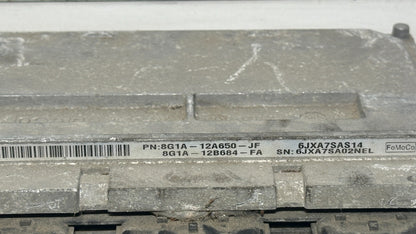 PN:8G1A-12A650-JF 6JXA7SAS14
8G1A-12B684-FA SN:6JXA7SA02NEL
FoMoCo